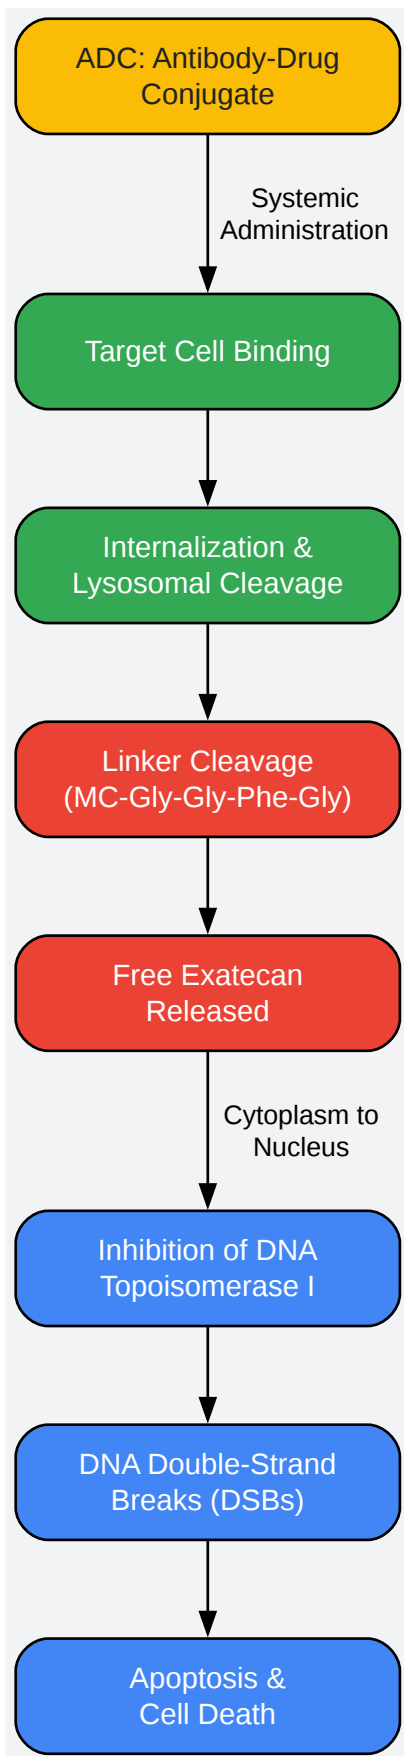 ADC: Antibody-Drug
Conjugate
Systemic
Administration
Target Cell Binding
Internalization &
Lysosomal Cleavage
Linker Cleavage
(MC-Gly-Gly-Phe-Gly)
Free Exatecan
Released
Cytoplasm to
Nucleus
Inhibition of DNA
Topoisomerase I
DNA Double-Strand
Breaks (DSBs)
Apoptosis &
Cell Death